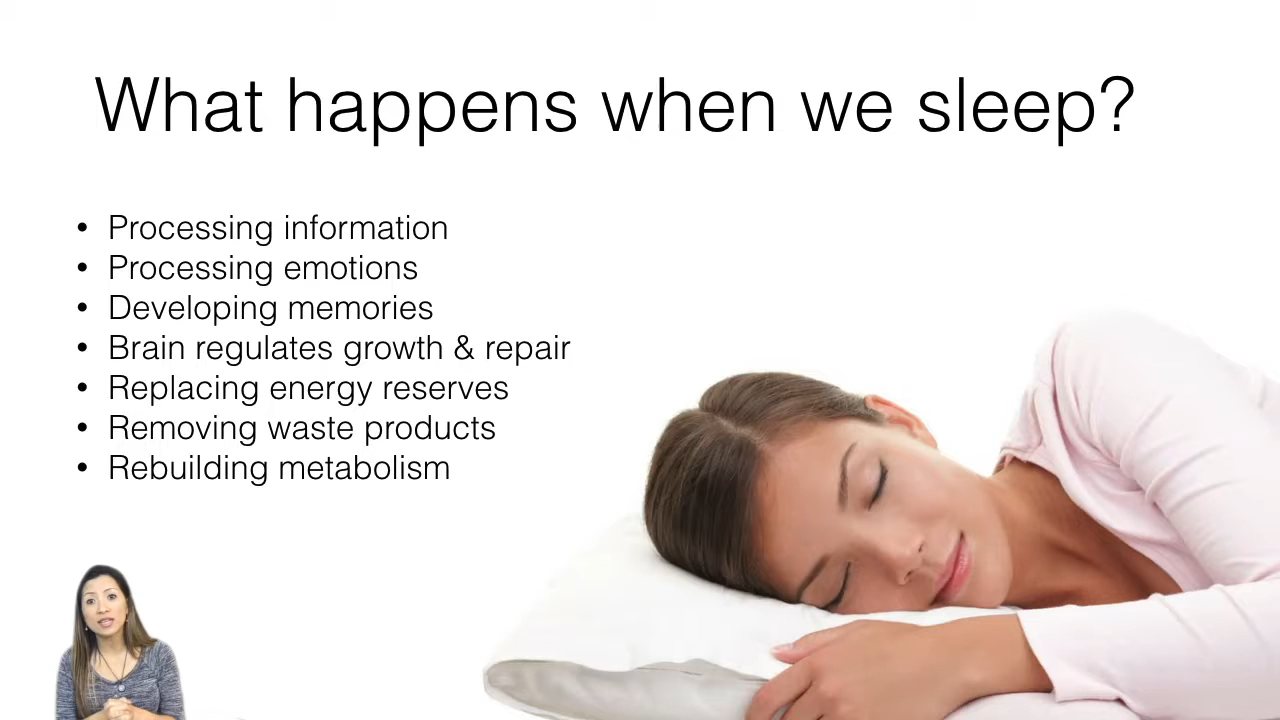 What happens when we sleep?
• Processing information
• Processing emotions
• Developing memories
• Brain regulates growth & repair
• Replacing energy reserves
• Removing waste products
• Rebuilding metabolism